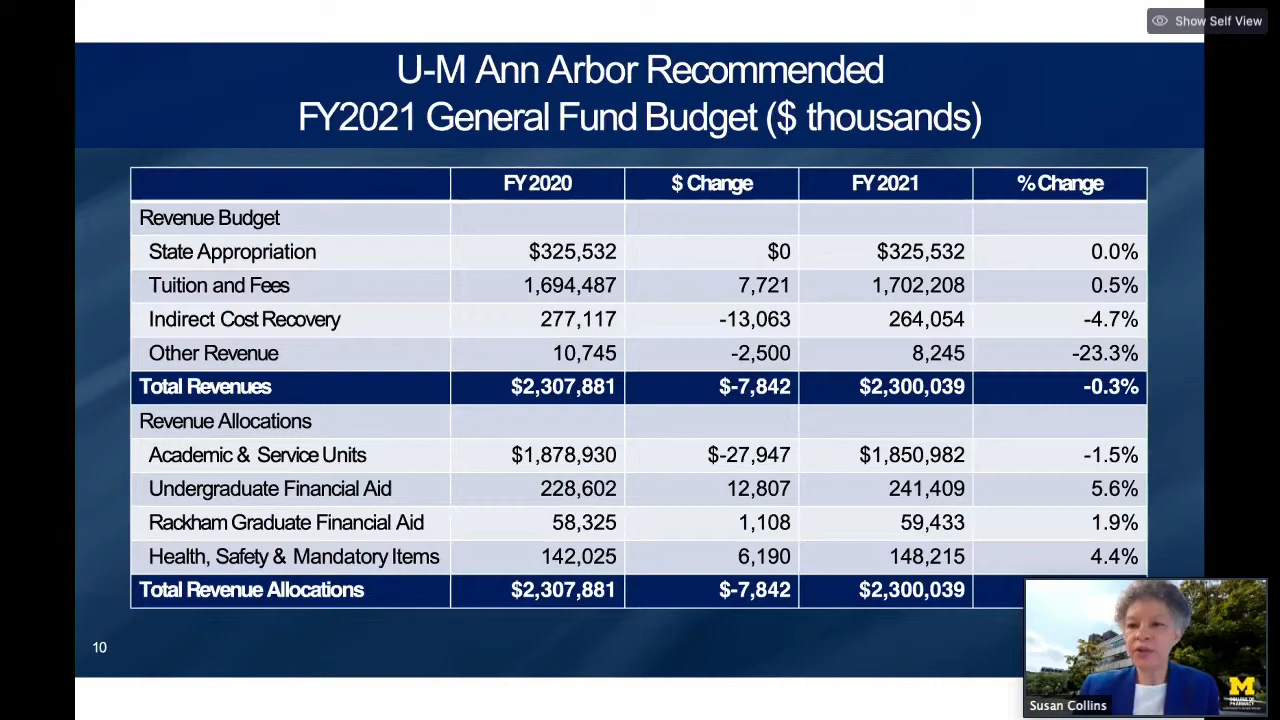 Show Self View
U-M Ann Arbor Recommended
FY2021 General Fund Budget ($ thousands)
FY 2020 $ Change FY 2021 % Change
Revenue Budget
State Appropriation $325,532 $0 $325,532 0.0%
Tuition and Fees 1,694,487 7,721 1,702,208 0.5%
Indirect Cost Recovery 277,117 -13,063 264,054 -4.7%
Other Revenue 10,745 -2,500 8,245 -23.3%
Total Revenues $2,307,881 $-7,842 $2,300,039 -0.3%
Revenue Allocations
Academic & Service Units $1,878,930 $-27,947 $1,850,982 -1.5%
Undergraduate Financial Aid 228,602 12,807 241,409 5.6%
Rackham Graduate Financial Aid 58,325 1,108 59,433 1.9%
Health, Safety & Mandatory Items 142,025 6,190 148,215 4.4%
Total Revenue Allocations $2,307,881 $-7,842 $2,300,039
10
M
COLLEGE OF
PHARMACY
Susan Collins